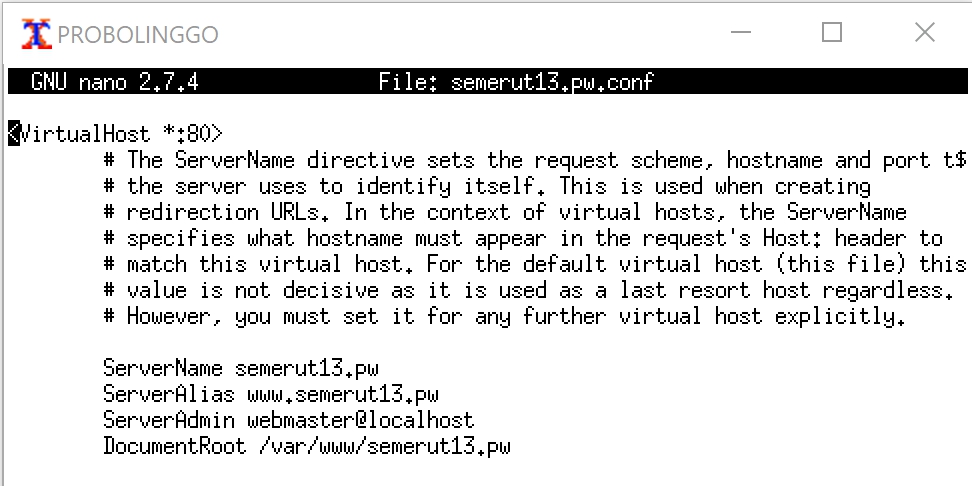 PROBOLINGGO
GNU nano 2.7.4 File: semerut13.pw.conf
<VirtualHost *:80>
# The ServerName directive sets the request scheme, hostname and port t$
# the server uses to identify itself. This is used when creating
# redirection URLs. In the context of virtual hosts, the ServerName
# specifies what hostname must appear in the request's Host: header to
# match this virtual host. For the default virtual host (this file) this
# value is not decisive as it is used as a last resort host regardless.
# However, you must set it for any further virtual host explicitly.
ServerName semerut13.pw
ServerAlias www.semerut13.pw
ServerAdmin webmaster@localhost
DocumentRoot /var/www/semerut13.pw